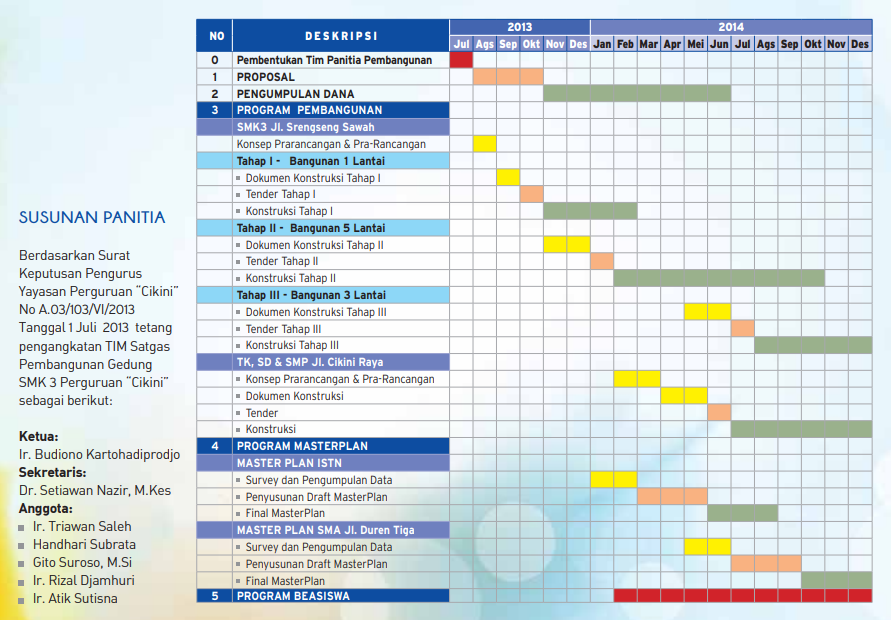 SUSUNAN PANITIA
Berdasarkan Surat
Keputusan Pengurus
Yayasan Perguruan “Cikini”
No A.03/103/VI/2013
Tanggal 1 Juli 2013 tetang
pengangkatan TIM Satgas
Pembangunan Gedung
SMK 3 Perguruan “Cikini”
sebagai berikut:
Ketua:
Ir. Budiono Kartohadiprodjo
Sekretaris:
Dr. Setiawan Nazir, M.Kes
Anggota:
Ir. Triawan Saleh
Handhari Subrata
Gito Suroso, M.Si
Ir. Rizal Djamhuri
Ir. Atik Sutisna
NO DESKRIPSI 2013 2014
Jul Ags Sep Okt Nov Des Jan Feb Mar Apr Mei Jun Jul Ags Sep Okt Nov Des
0 Pembentukan Tim Panitia Pembangunan
1 PROPOSAL
2 PENGUMPULAN DANA
3 PROGRAM PEMBANGUNAN
SMK3 Jl. Srengseng Sawah
Konsep Prarancangan & Pra-Rancangan
Tahap I - Bangunan 1 Lantai
Dokumen Konstruksi Tahap I
Tender Tahap I
Konstruksi Tahap I
Tahap II - Bangunan 5 Lantai
Dokumen Konstruksi Tahap II
Tender Tahap II
Konstruksi Tahap II
Tahap III - Bangunan 3 Lantai
Dokumen Konstruksi Tahap III
Tender Tahap III
Konstruksi Tahap III
TK, SD & SMP Jl. Cikini Raya
Konsep Prarancangan & Pra-Rancangan
Dokumen Konstruksi
Tender
Konstruksi
4 PROGRAM MASTERPLAN
MASTER PLAN ISTN
Survey dan Pengumpulan Data
Penyusunan Draft MasterPlan
Final MasterPlan
MASTER PLAN SMA Jl. Duren Tiga
Survey dan Pengumpulan Data
Penyusunan Draft MasterPlan
Final MasterPlan
5 PROGRAM BEASISWA